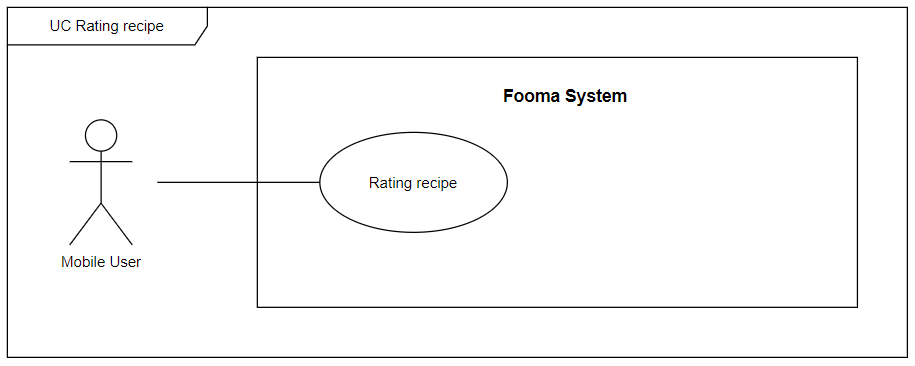 UC Rating recipe
Fooma System
Rating recipe
Mobile User